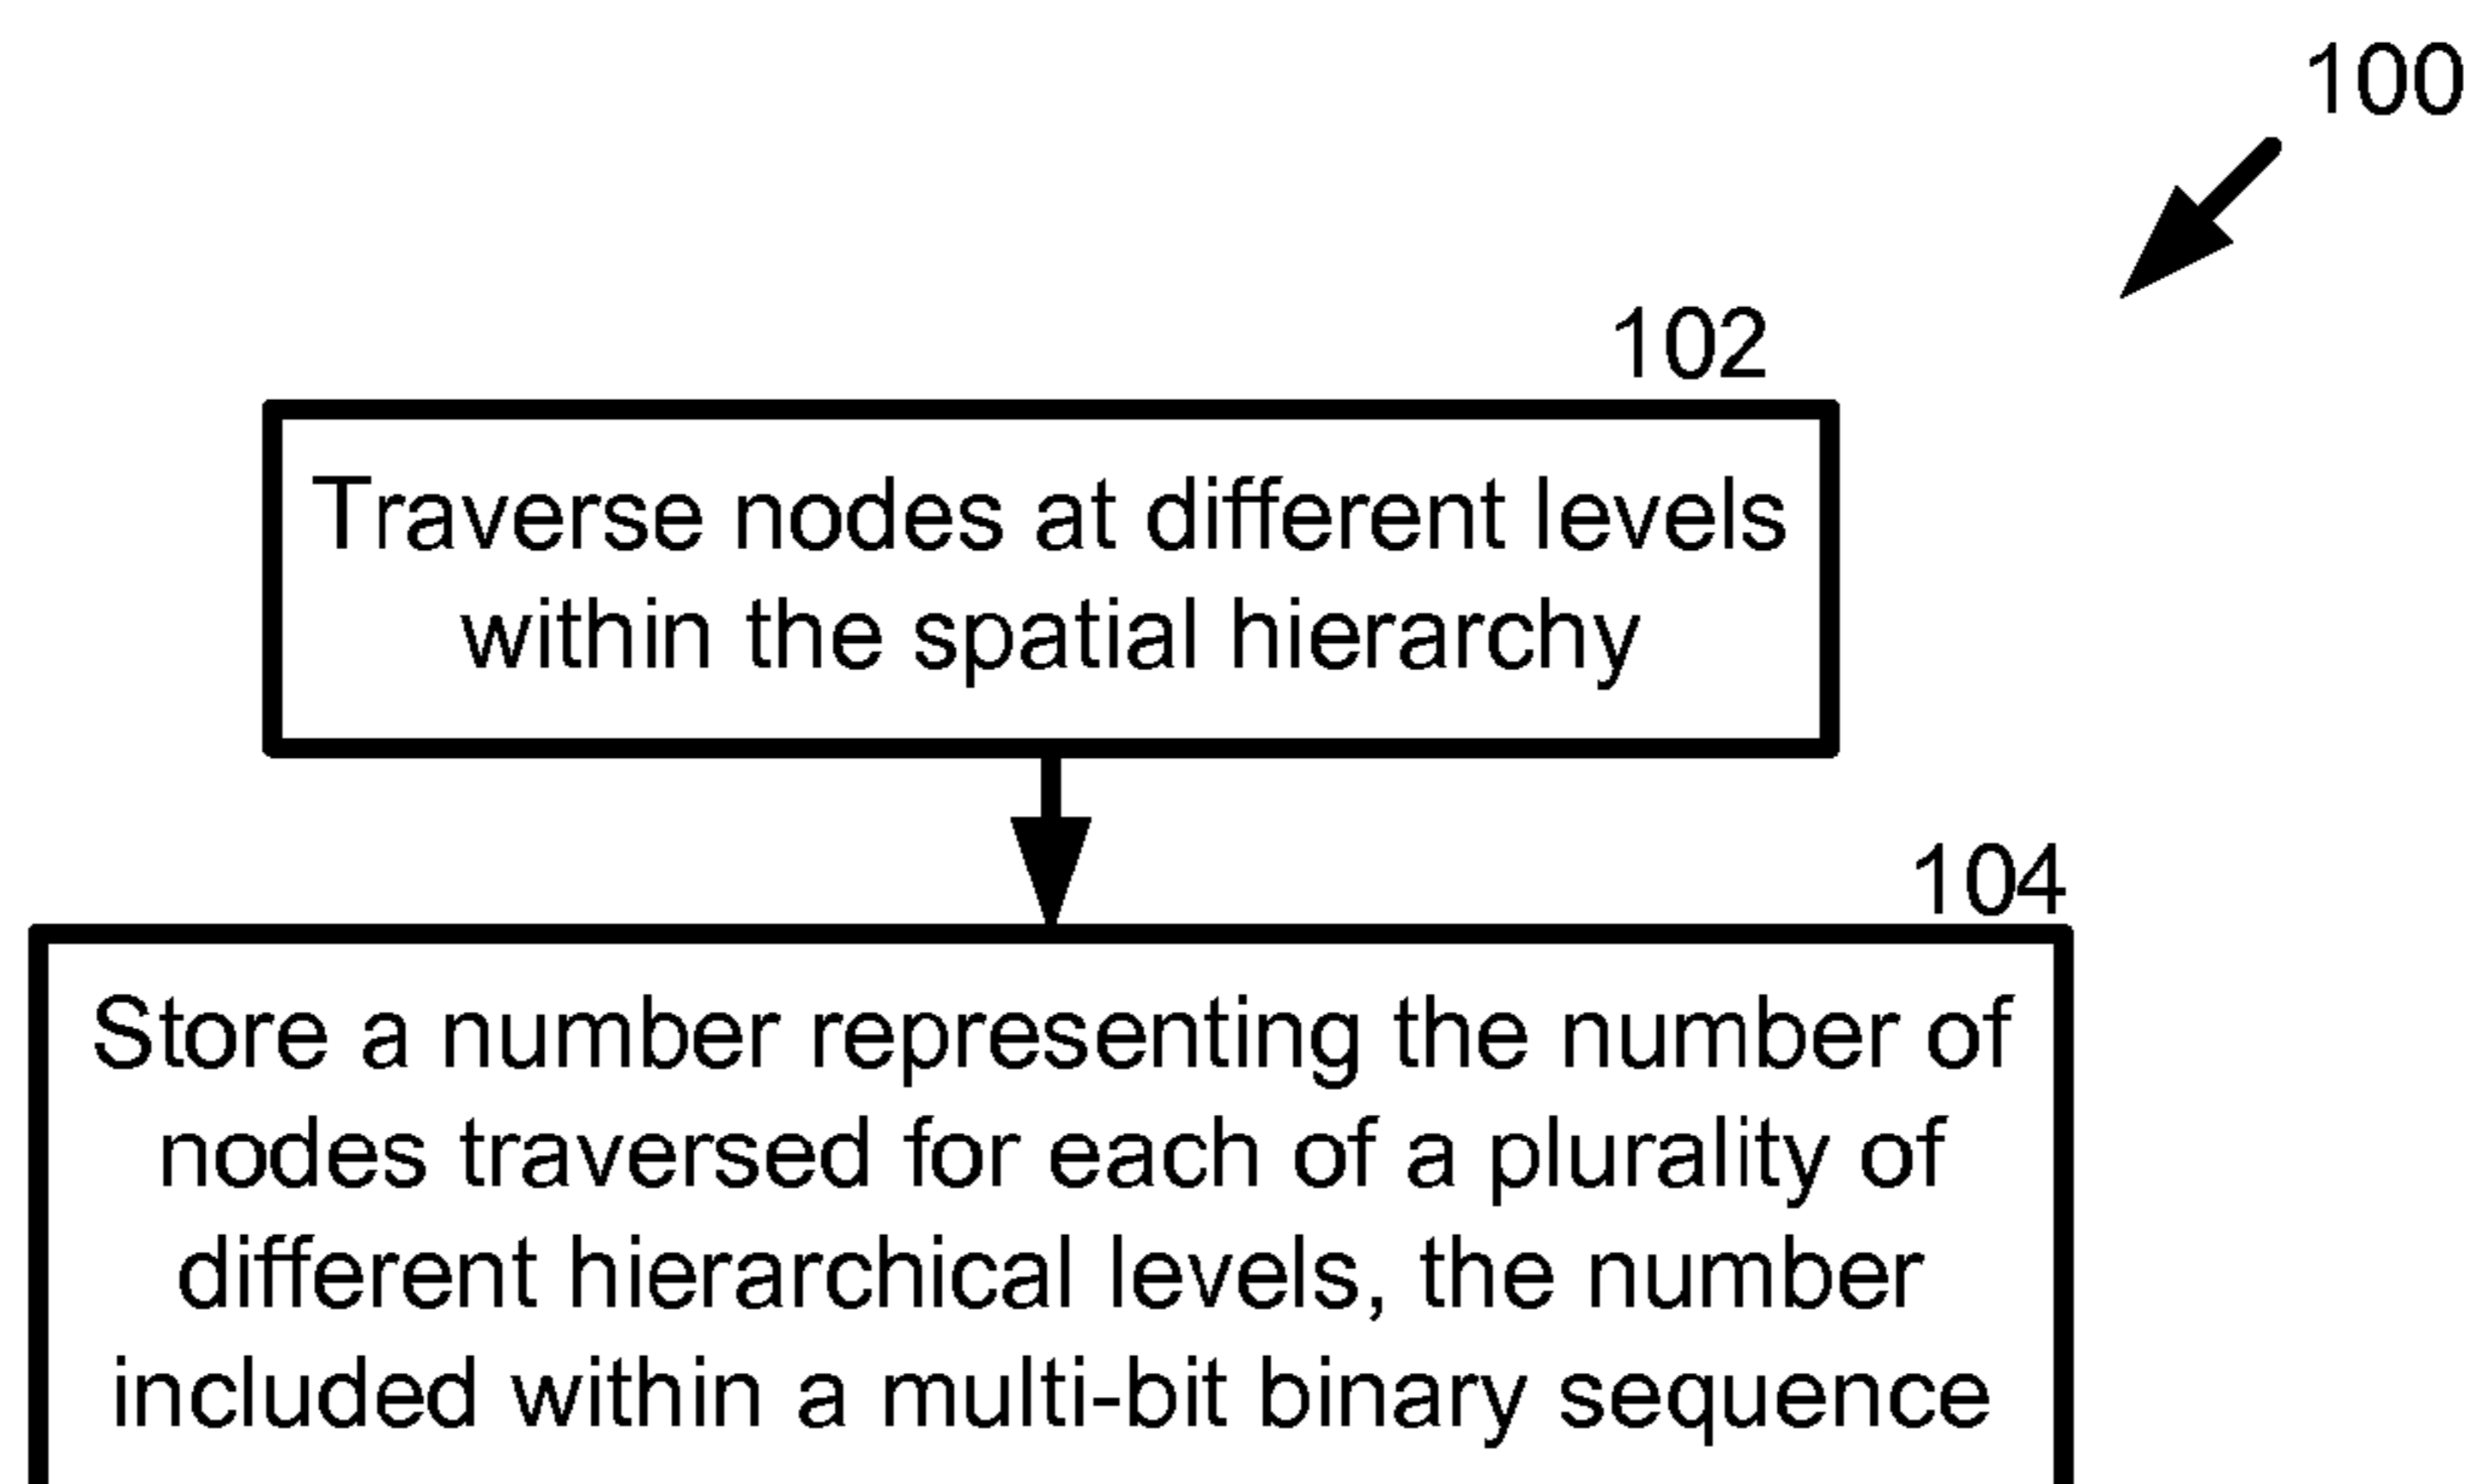 100
102
Traverse nodes at different levels
within the spatial hierarchy
104
Store a number representing the number of
nodes traversed for each of a plurality of
different hierarchical levels, the number
included within a multi-bit binary sequence